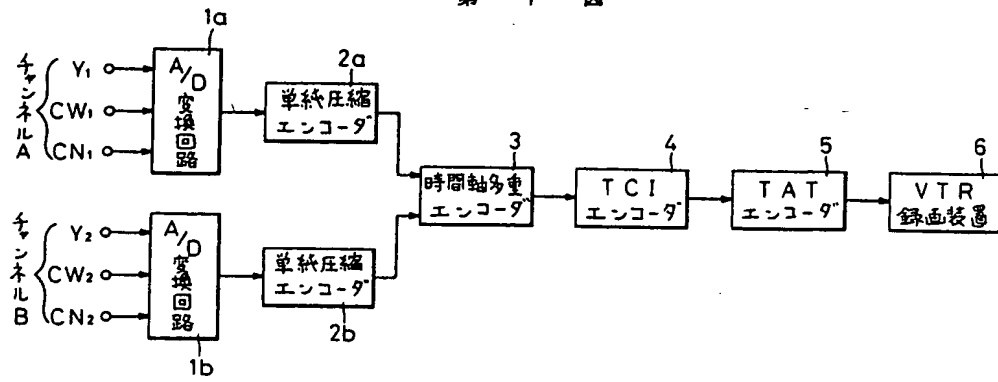 第 1 図
1a
チャンネルA
Y1
CW1
CN1
A/D
変換回路
2a
単紙圧縮
エンコーダ
チャンネルB
Y2
CW2
CN2
A/D
変換回路
1b
単紙圧縮
エンコーダ
2b
3
時間軸多重
エンコーダ
4
TCI
エンコーダ
5
TAT
エンコーダ
6
VTR
録画装置